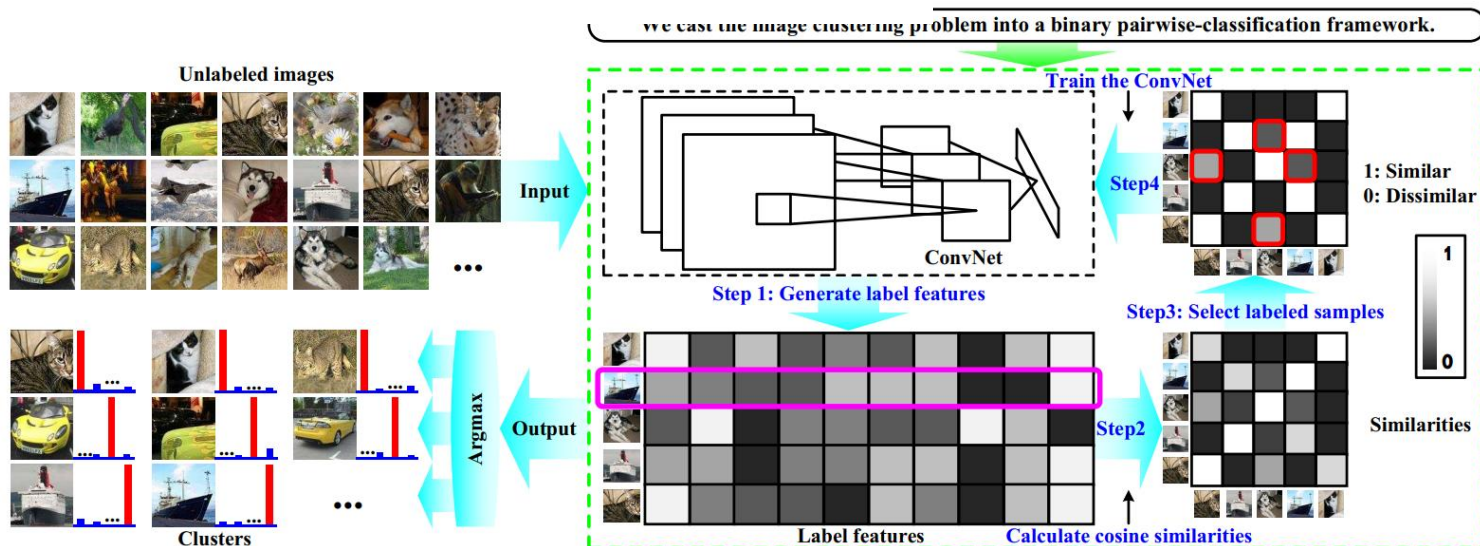 We cast the image clustering problem into a binary pairwise-classification framework.
Unlabeled images
Train the ConvNet
Input
Step4
1: Similar
0: Dissimilar
ConvNet
1
0
Step 1: Generate label features
Step3: Select labeled samples
...
Argmax
Output
Step2
Similarities
Clusters
Label features
Calculate cosine similarities